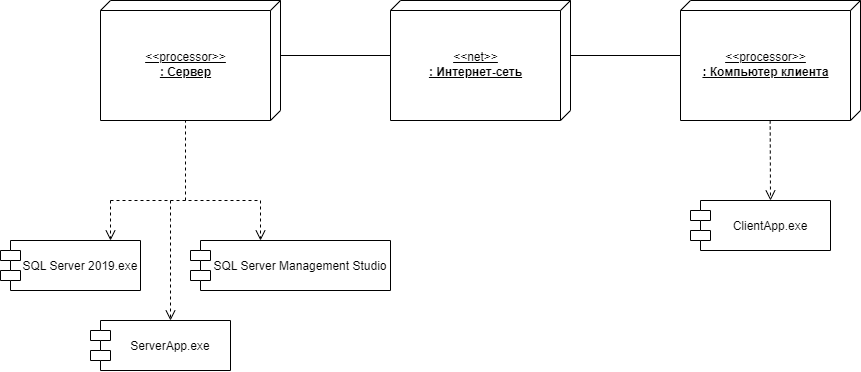 <<processor>>
: Сервер
<<net>>
: Интернет-сеть
<<processor>>
: Компьютер клиента
ClientApp.exe
SQL Server 2019.exe
SQL Server Management Studio
ServerApp.exe